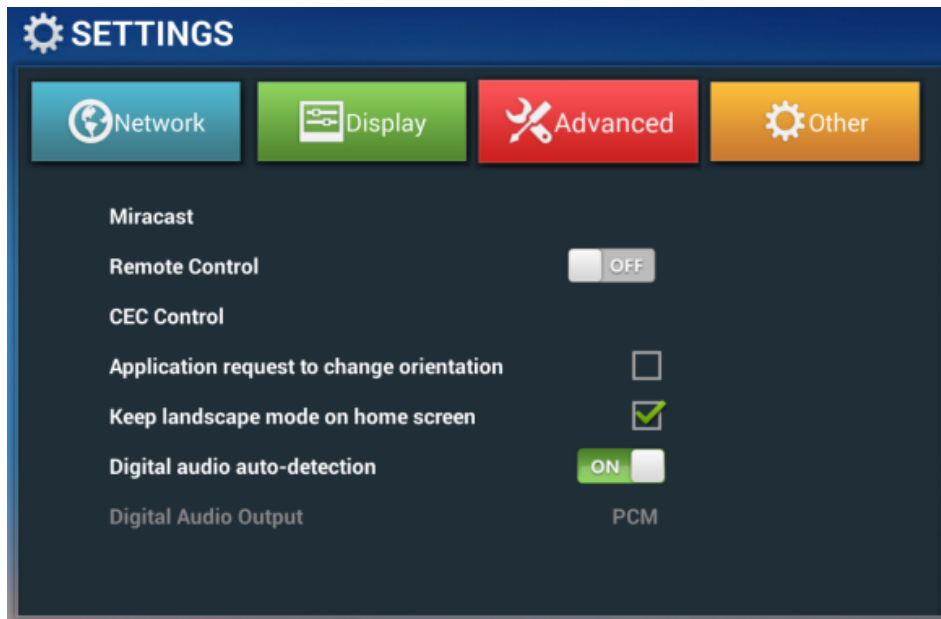 SETTINGS
Network Display Advanced Other
Miracast
Remote Control OFF
CEC Control
Application request to change orientation
Keep landscape mode on home screen
Digital audio auto-detection ON
Digital Audio Output PCM